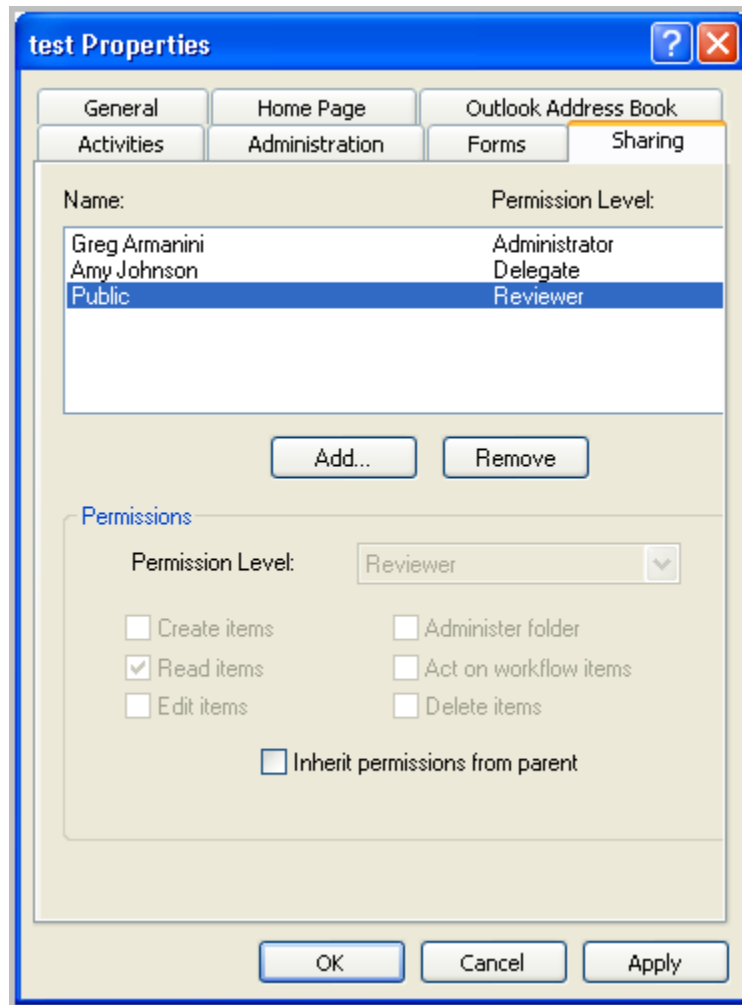 test Properties
General Home Page Outlook Address Book
Activities Administration Forms Sharing
Name: Permission Level:
Greg Armanini Administrator
Amy Johnson Delegate
Public Reviewer
Add... Remove
Permissions
Permission Level: Reviewer
Create items Administer folder
Read items Act on workflow items
Edit items Delete items
Inherit permissions from parent
OK Cancel Apply